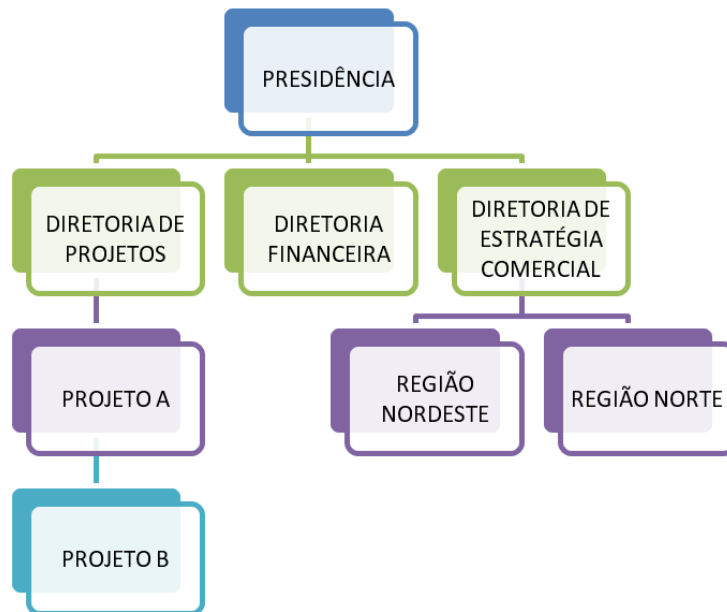 PRESIDÊNCIA
DIRETORIA DE
PROJETOS
DIRETORIA
FINANCEIRA
DIRETORIA DE
ESTRATÉGIA
COMERCIAL
PROJETO A
REGIÃO
NORDESTE
REGIÃO NORTE
PROJETO B